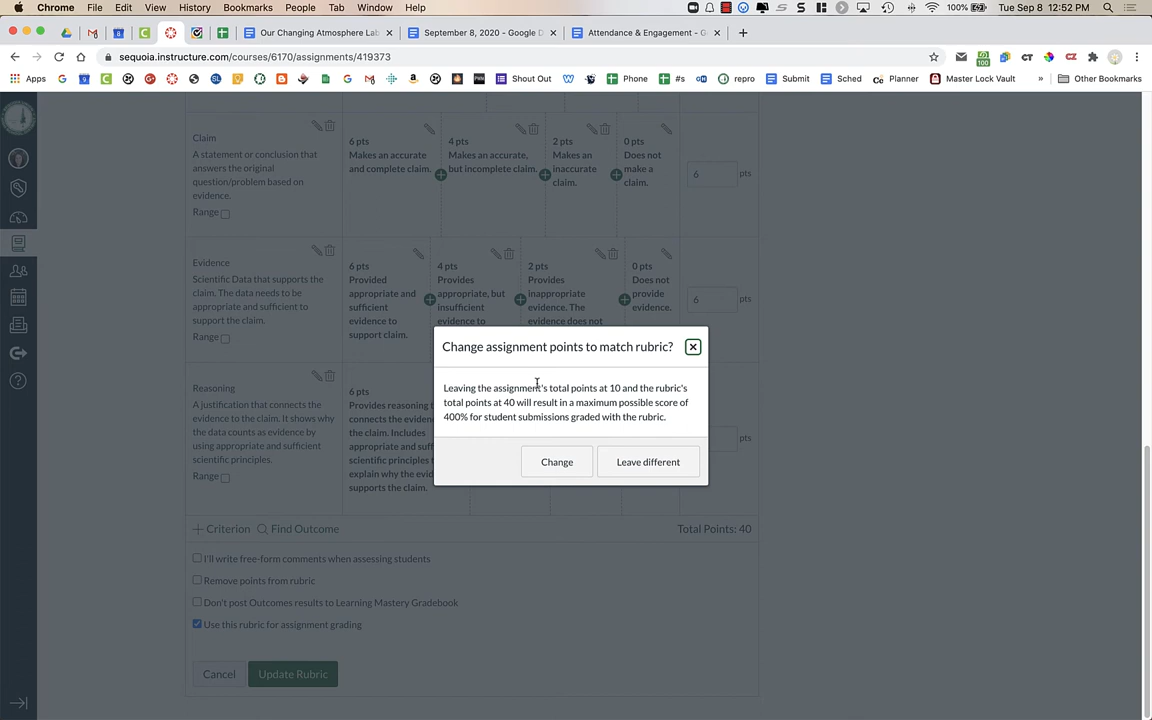 Chrome File Edit View History Bookmarks People Tab Window Help
100% Tue Sep 8 12:52 PM
Our Changing Atmosphere Lab
September 8, 2020 - Google D
Attendance & Engagement - G
sequoia.instructure.com/courses/6170/assignments/419373
Apps Shout Out Phone #s repro Submit Sched Planner Master Lock Vault » Other Bookmarks
Claim
A statement or conclusion that
answers the original
question/problem based on
evidence.
Range
6 pts
Makes an accurate
and complete claim.
4 pts
Makes an accurate,
but incomplete claim.
2 pts
Makes an
inaccurate
claim.
0 pts
Does not
make a
claim.
6 pts
Evidence
Scientific Data that supports the
claim. The data needs to be
appropriate and sufficient to
support the claim.
Range
6 pts
Provided
appropriate and
sufficient
evidence to
support claim.
4 pts
Provides
appropriate, but
insufficient
evidence to
2 pts
Provides
inappropriate
evidence. The
evidence does not
0 pts
Does not
provide
evidence.
6 pts
Reasoning
A justification that connects the
evidence to the claim. It shows why
the data counts as evidence by
using appropriate and sufficient
scientific principles.
Range
6 pts
Provides reasoning t
connects the eviden
the claim. Includes
appropriate and suff
scientific principles t
explain why the evid
supports the claim.
pts
Change assignment points to match rubric?
Leaving the assignment's total points at 10 and the rubric's
total points at 40 will result in a maximum possible score of
400% for student submissions graded with the rubric.
Change Leave different
Criterion Find Outcome Total Points: 40
I'll write free-form comments when assessing students
Remove points from rubric
Don't post Outcomes results to Learning Mastery Gradebook
Use this rubric for assignment grading
Cancel Update Rubric